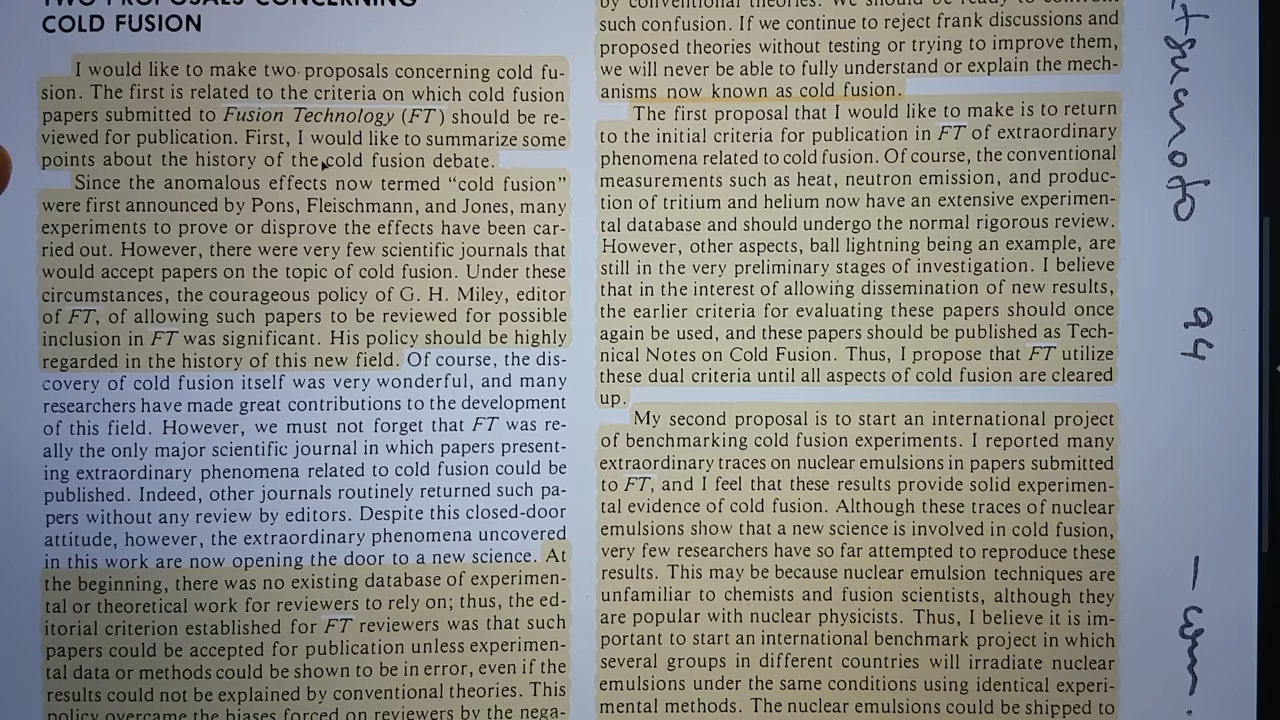 TWO PROPOSALS CONCERNING
COLD FUSION
I would like to make two proposals concerning cold fu-
sion. The first is related to the criteria on which cold fusion
papers submitted to Fusion Technology (FT) should be re-
viewed for publication. First, I would like to summarize some
points about the history of the cold fusion debate.
Since the anomalous effects now termed “cold fusion”
were first announced by Pons, Fleischmann, and Jones, many
experiments to prove or disprove the effects have been car-
ried out. However, there were very few scientific journals that
would accept papers on the topic of cold fusion. Under these
circumstances, the courageous policy of G. H. Miley, editor
of FT, of allowing such papers to be reviewed for possible
inclusion in FT was significant. His policy should be highly
regarded in the history of this new field. Of course, the dis-
covery of cold fusion itself was very wonderful, and many
researchers have made great contributions to the development
of this field. However, we must not forget that FT was re-
ally the only major scientific journal in which papers present-
ing extraordinary phenomena related to cold fusion could be
published. Indeed, other journals routinely returned such pa-
pers without any review by editors. Despite this closed-door
attitude, however, the extraordinary phenomena uncovered
in this work are now opening the door to a new science. At
the beginning, there was no existing database of experimen-
tal or theoretical work for reviewers to rely on; thus, the ed-
itorial criterion established for FT reviewers was that such
papers could be accepted for publication unless experimen-
tal data or methods could be shown to be in error, even if the
results could not be explained by conventional theories. This
policy overcame the biases forced on reviewers by the nega-
by conventional theories. We should be ready to confront
such confusion. If we continue to reject frank discussions and
proposed theories without testing or trying to improve them,
we will never be able to fully understand or explain the mech-
anisms now known as cold fusion.
The first proposal that I would like to make is to return
to the initial criteria for publication in FT of extraordinary
phenomena related to cold fusion. Of course, the conventional
measurements such as heat, neutron emission, and produc-
tion of tritium and helium now have an extensive experimen-
tal database and should undergo the normal rigorous review.
However, other aspects, ball lightning being an example, are
still in the very preliminary stages of investigation. I believe
that in the interest of allowing dissemination of new results,
the earlier criteria for evaluating these papers should once
again be used, and these papers should be published as Tech-
nical Notes on Cold Fusion. Thus, I propose that FT utilize
these dual criteria until all aspects of cold fusion are cleared
up.
My second proposal is to start an international project
of benchmarking cold fusion experiments. I reported many
extraordinary traces on nuclear emulsions in papers submitted
to FT, and I feel that these results provide solid experimen-
tal evidence of cold fusion. Although these traces of nuclear
emulsions show that a new science is involved in cold fusion,
very few researchers have so far attempted to reproduce these
results. This may be because nuclear emulsion techniques are
unfamiliar to chemists and fusion scientists, although they
are popular with nuclear physicists. Thus, I believe it is im-
portant to start an international benchmark project in which
several groups in different countries will irradiate nuclear
emulsions under the same conditions using identical experi-
mental methods. The nuclear emulsions could be shipped to
tsumoto 94 –